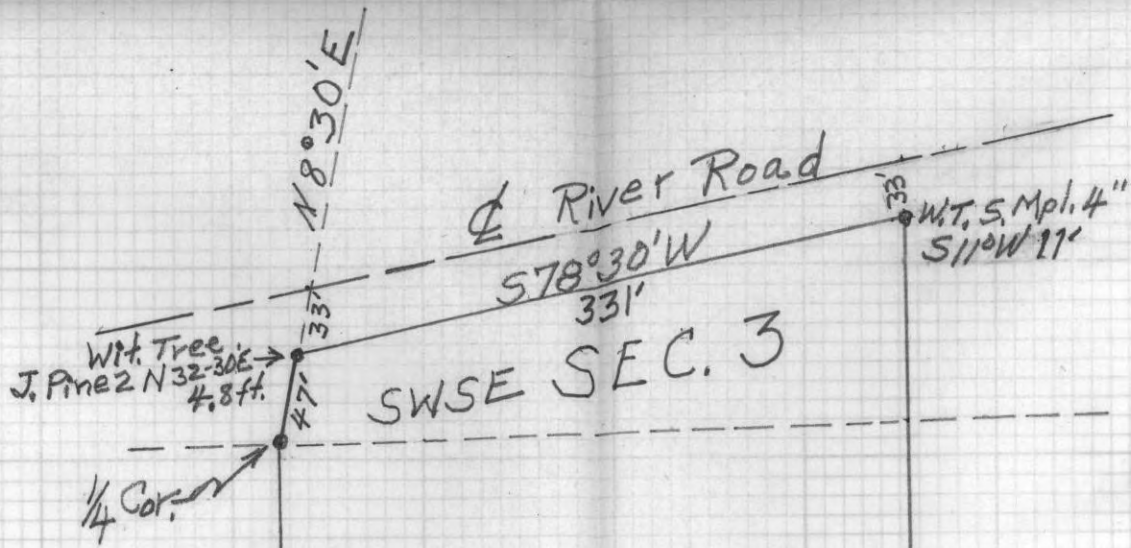 N8°30'E
℄ River Road
33'
W.T. S. Mpl. 4"
S11°W 11'
S78°30'W
331'
33'
Wit. Tree
J. Pine 2 N 32-30E
4.8 ft.
47'
SWSE SEC. 3
1/4 Cor.